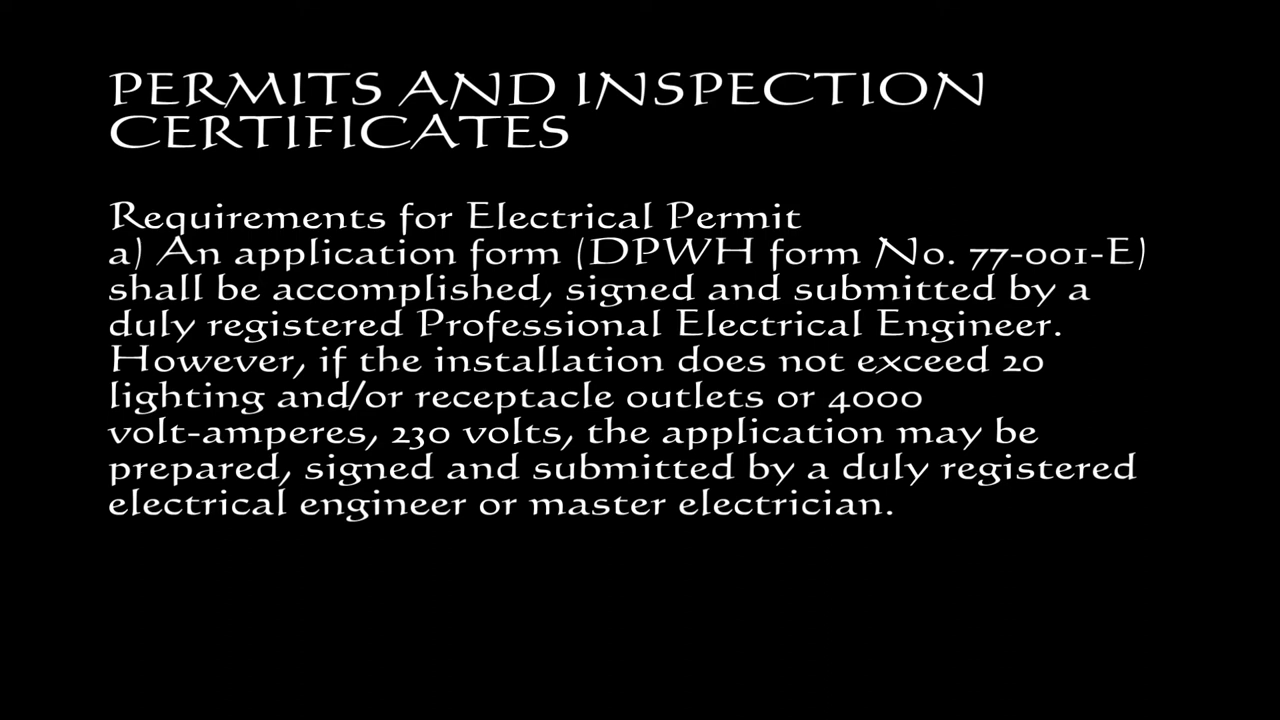 PERMITS AND INSPECTION
CERTIFICATES
Requirements for Electrical Permit
a) An application form (DPWH form No. 77-001-E)
shall be accomplished, signed and submitted by a
duly registered Professional Electrical Engineer.
However, if the installation does not exceed 20
lighting and/or receptacle outlets or 4000
volt-amperes, 230 volts, the application may be
prepared, signed and submitted by a duly registered
electrical engineer or master electrician.